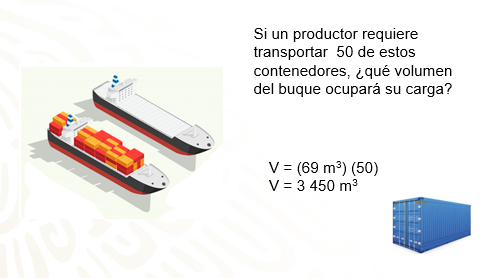 Si un productor requiere
transportar  50 de estos
contenedores, ¿qué volumen
del buque ocupará su carga?
V = (69 m³) (50)
V = 3 450 m³